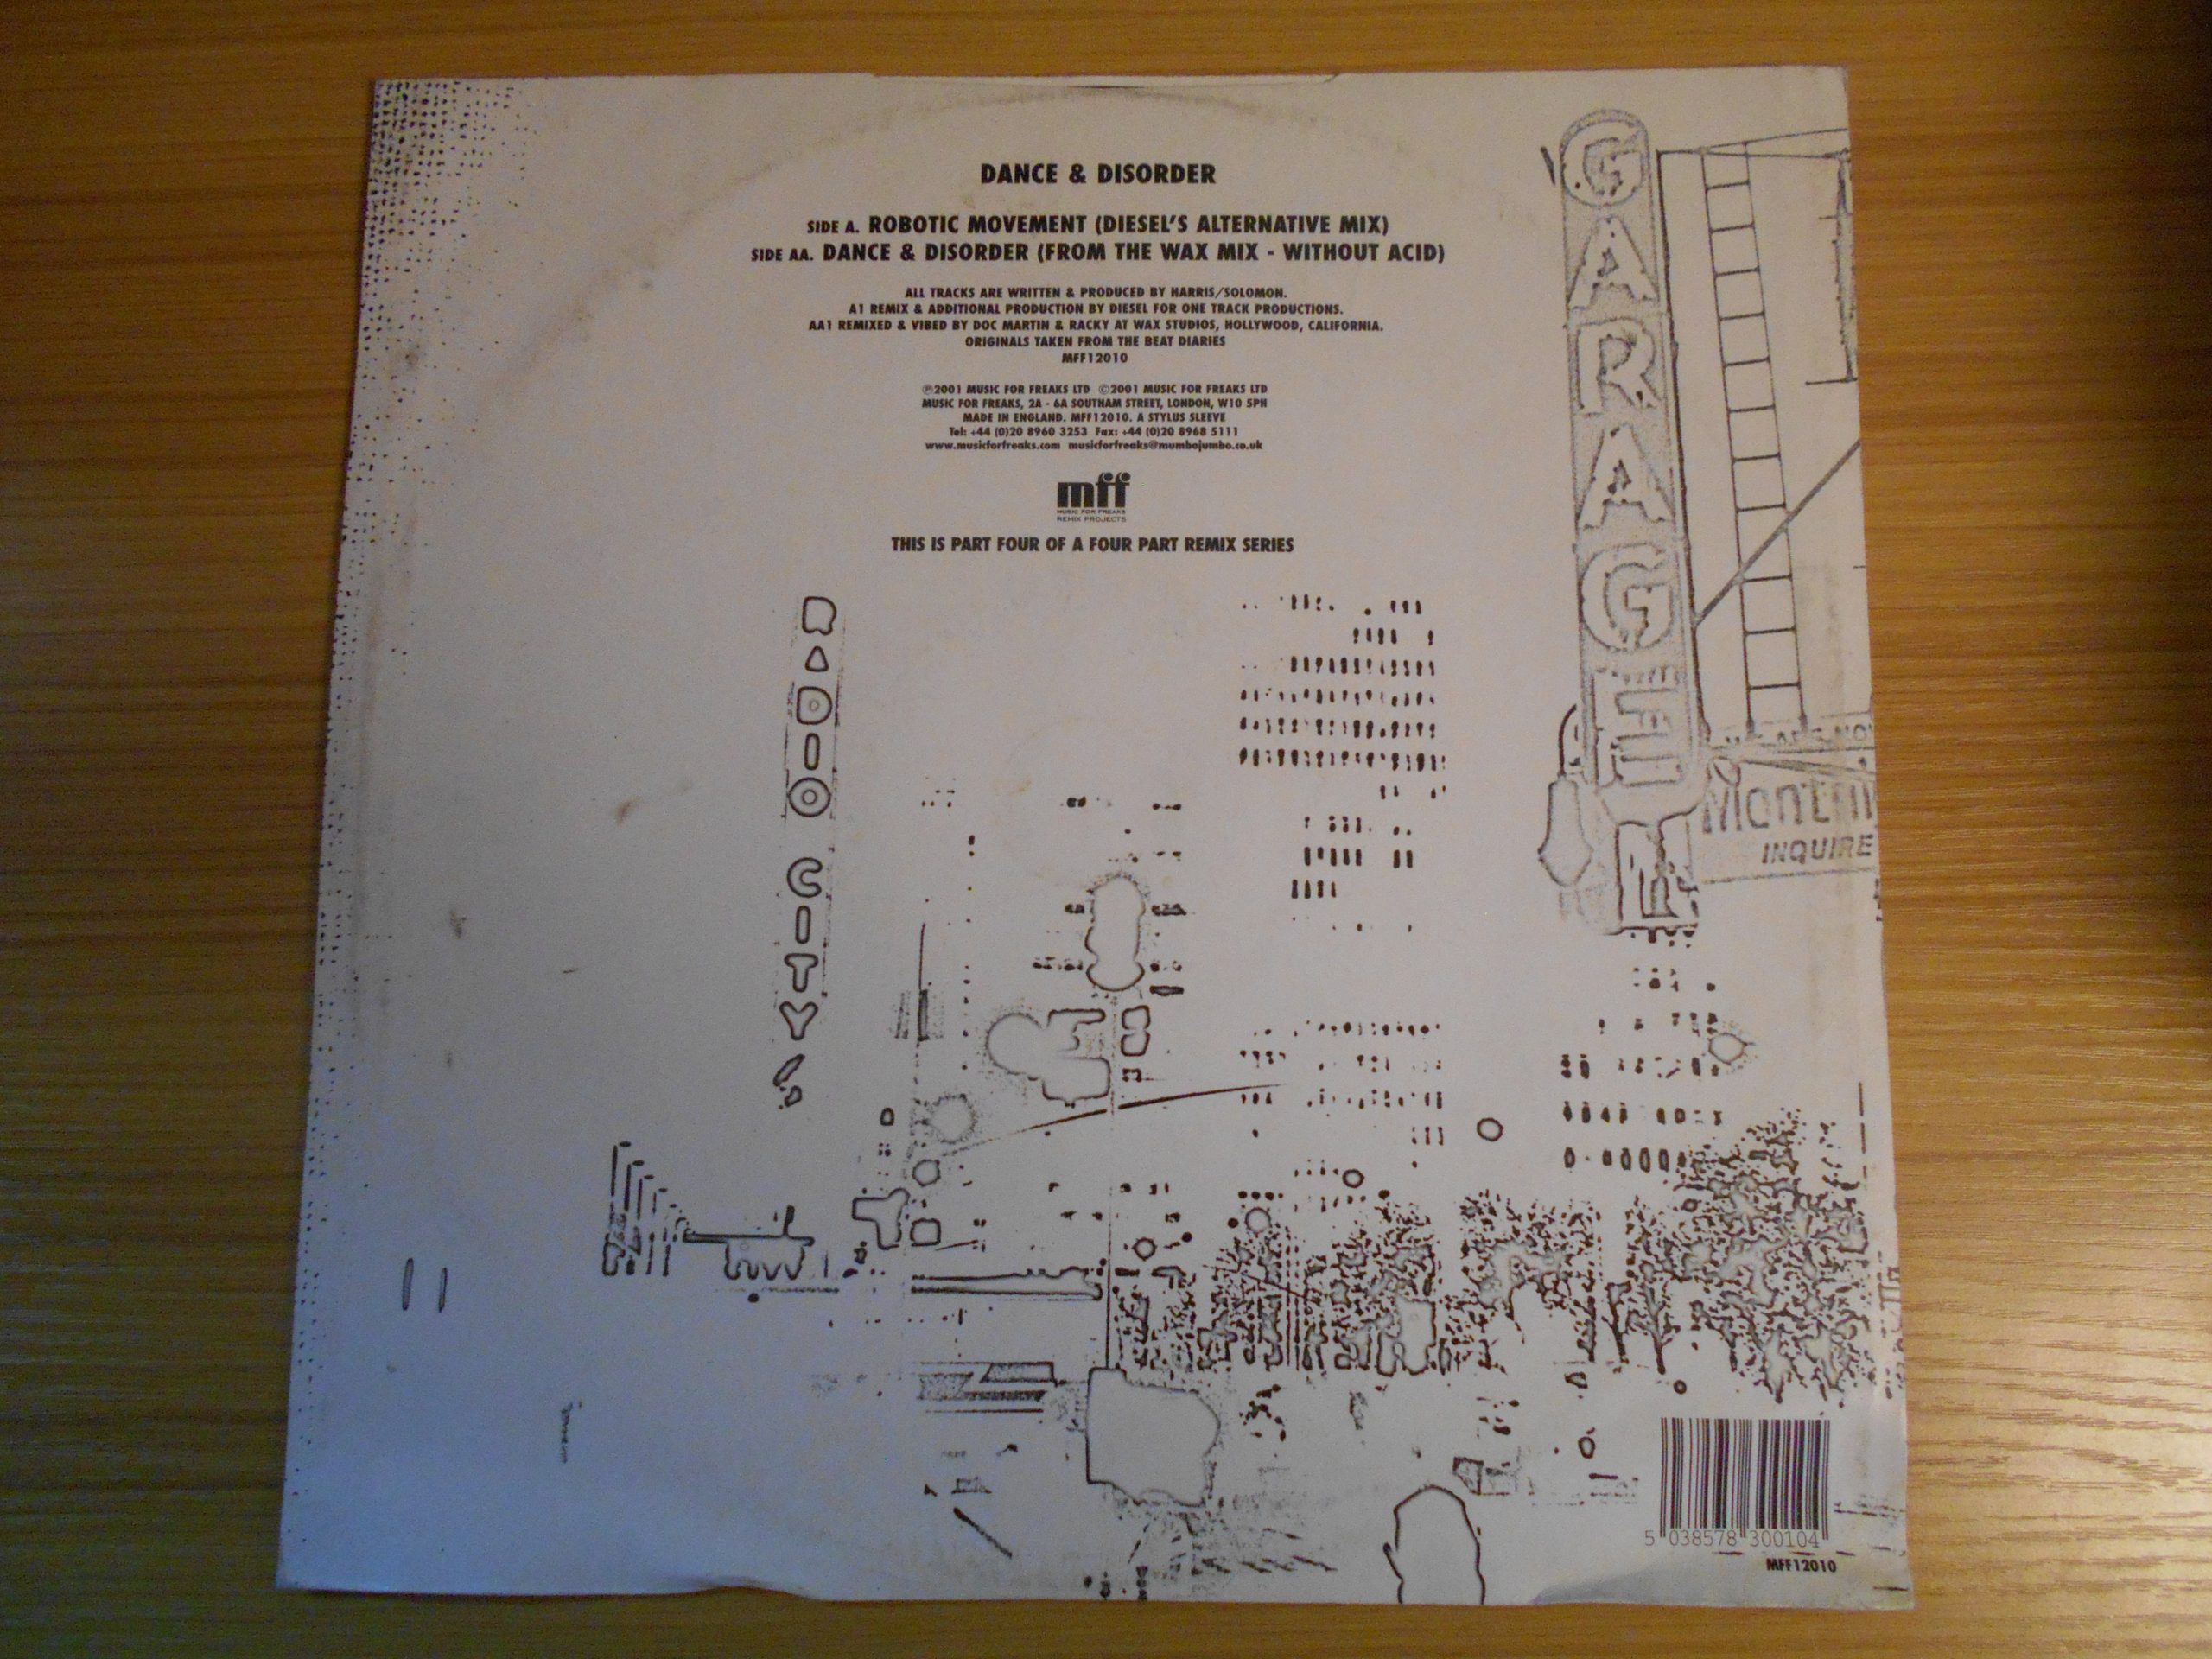 DANCE & DISORDER
SIDE A. ROBOTIC MOVEMENT (DIESEL'S ALTERNATIVE MIX)
SIDE AA. DANCE & DISORDER (FROM THE WAX MIX - WITHOUT ACID)
ALL TRACKS ARE WRITTEN & PRODUCED BY HARRIS/SOLOMON.
A1 REMIX & ADDITIONAL PRODUCTION BY DIESEL FOR ONE TRACK PRODUCTIONS.
AA1 REMIXED & VIBED BY DOC MARTIN & RACKY AT WAX STUDIOS, HOLLYWOOD, CALIFORNIA.
ORIGINALS TAKEN FROM THE BEAT DIARIES
MFF12010
℗2001 MUSIC FOR FREAKS LTD ©2001 MUSIC FOR FREAKS LTD
MUSIC FOR FREAKS, 2A - 6A SOUTHAM STREET, LONDON, W10 5PH
MADE IN ENGLAND. MFF12010. A STYLUS SLEEVE
Tel: +44 (0)20 8960 3253 Fax: +44 (0)20 8968 5111
www.musicforfreaks.com musicforfreaks@mumbojumbo.co.uk
mff
MUSIC FOR FREAKS
REMIX PROJECTS
THIS IS PART FOUR OF A FOUR PART REMIX SERIES
RADIO CITY
GARAGE
INQUIRE
5 038578 300104
MFF12010